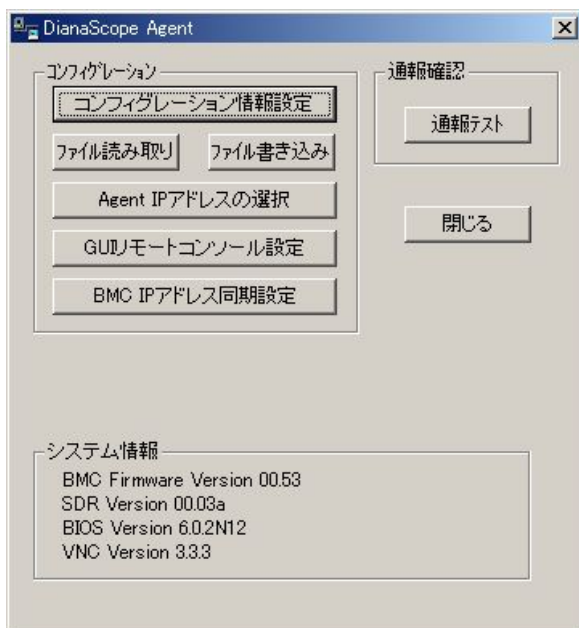 DianaScope Agent
コンフィグレーション
コンフィグレーション情報設定
ファイル読み取り
ファイル書き込み
Agent IPアドレスの選択
GUIリモートコンソール設定
BMC IPアドレス同期設定
通報確認
通報テスト
閉じる
システム情報
BMC Firmware Version 00.53
SDR Version 00.03a
BIOS Version 6.0.2N12
VNC Version 3.3.3